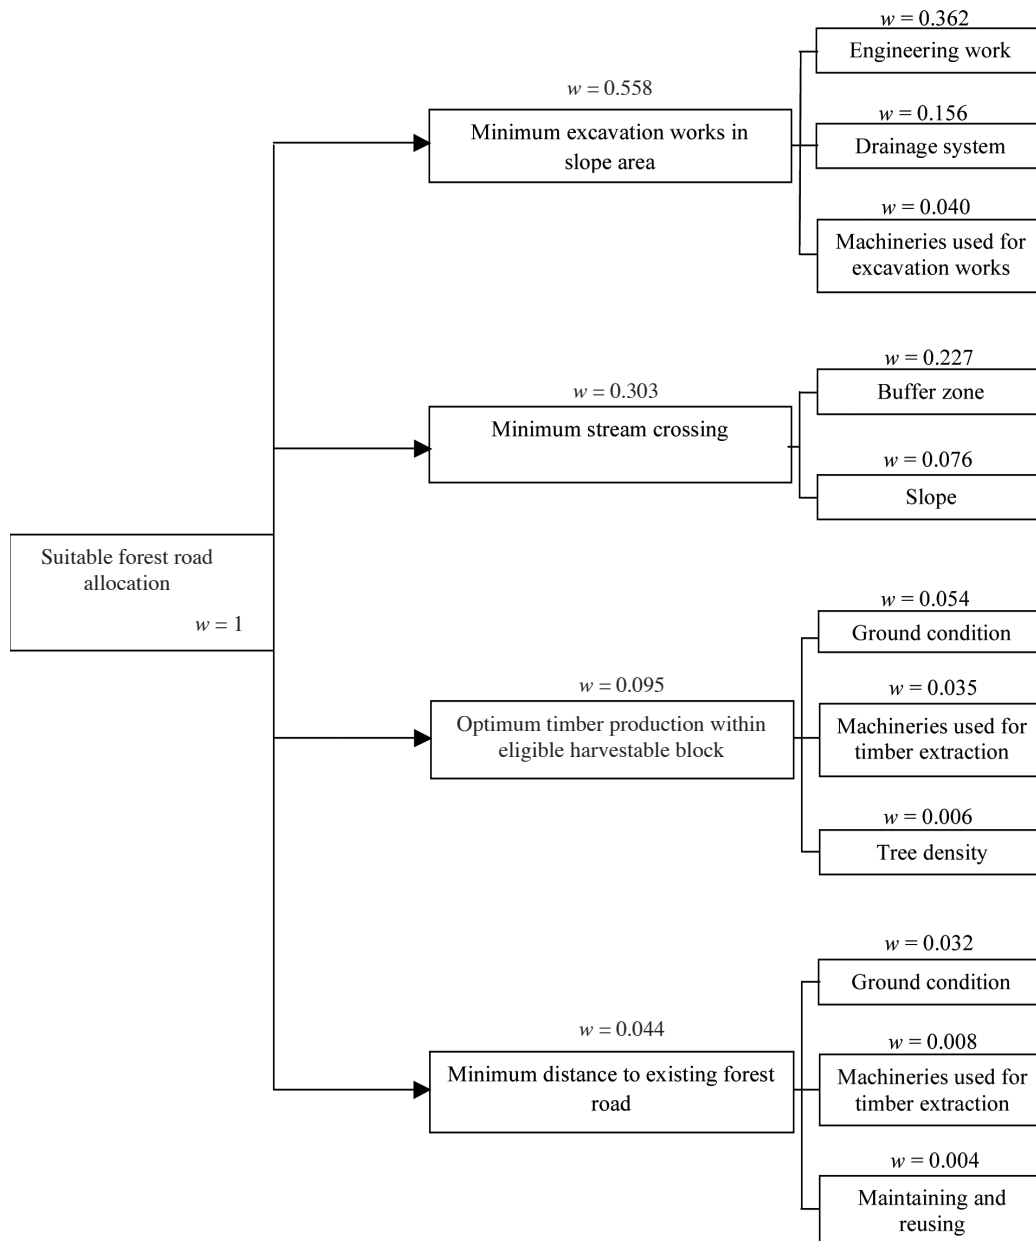 Suitable forest road
allocation
w = 1
w = 0.558
Minimum excavation works in
slope area
w = 0.362
Engineering work
w = 0.156
Drainage system
w = 0.040
Machineries used for
excavation works
w = 0.303
Minimum stream crossing
w = 0.227
Buffer zone
w = 0.076
Slope
w = 0.095
Optimum timber production within
eligible harvestable block
w = 0.054
Ground condition
w = 0.035
Machineries used for
timber extraction
w = 0.006
Tree density
w = 0.044
Minimum distance to existing forest
road
w = 0.032
Ground condition
w = 0.008
Machineries used for
timber extraction
w = 0.004
Maintaining and
reusing